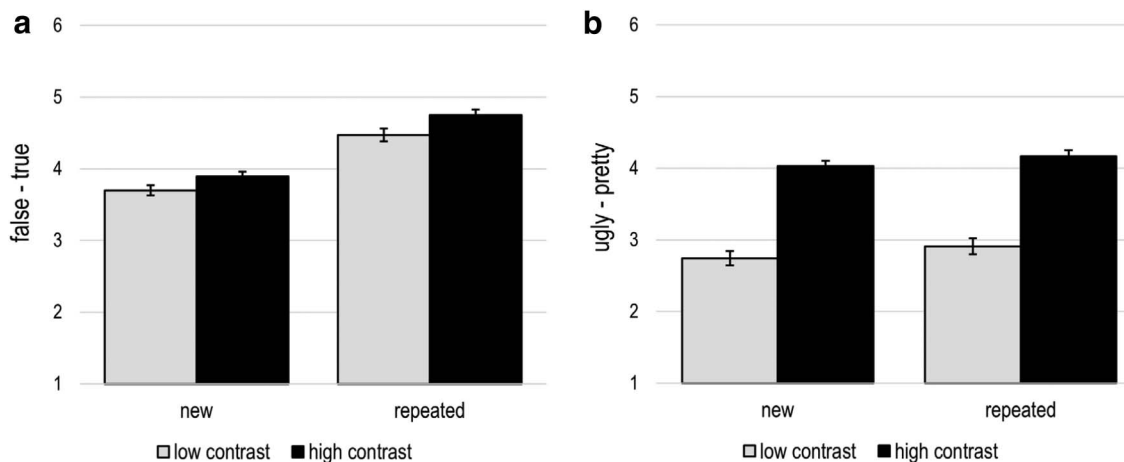 a
false - true
6
5
4
3
2
1
new repeated
low contrast high contrast
b
ugly - pretty
6
5
4
3
2
1
new repeated
low contrast high contrast